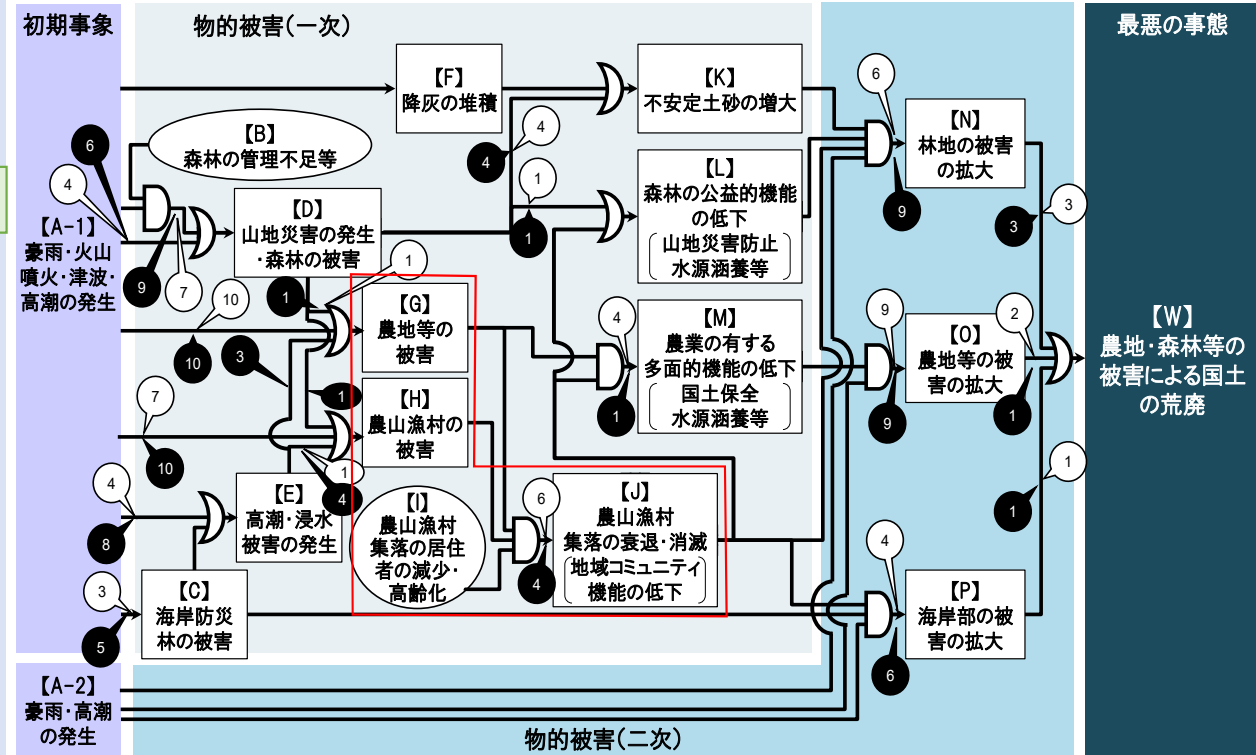 初期事象
物的被害（一次）
最悪の事態
【F】
降灰の堆積
【K】
不安定土砂の増大
6
【N】
林地の被害
の拡大
【B】
森林の管理不足等
6
4
4
4
【L】
森林の公益的機能
の低下
山地災害防止
水源涵養等
1
1
9
3
3
【A-1】
豪雨・火山
噴火・津波・
高潮の発生
【D】
山地災害の発生
・森林の被害
9
7
1
1
10
10
【G】
農地等の
被害
【M】
農業の有する
多面的機能の低下
国土保全
水源涵養等
4
1
9
9
【O】
農地等の被
害の拡大
2
1
【W】
農地・森林等の
被害による国土
の荒廃
3
1
7
10
【H】
農山漁村の
被害
1
4
4
8
【E】
高潮・浸水
被害の発生
【I】
農山漁村
集落の居住
者の減少・
高齢化
6
4
【J】
農山漁村
集落の衰退・消滅
地域コミュニティ
機能の低下
1
1
3
5
【C】
海岸防災
林の被害
4
6
【P】
海岸部の被
害の拡大
【A-2】
豪雨・高潮
の発生
物的被害（二次）